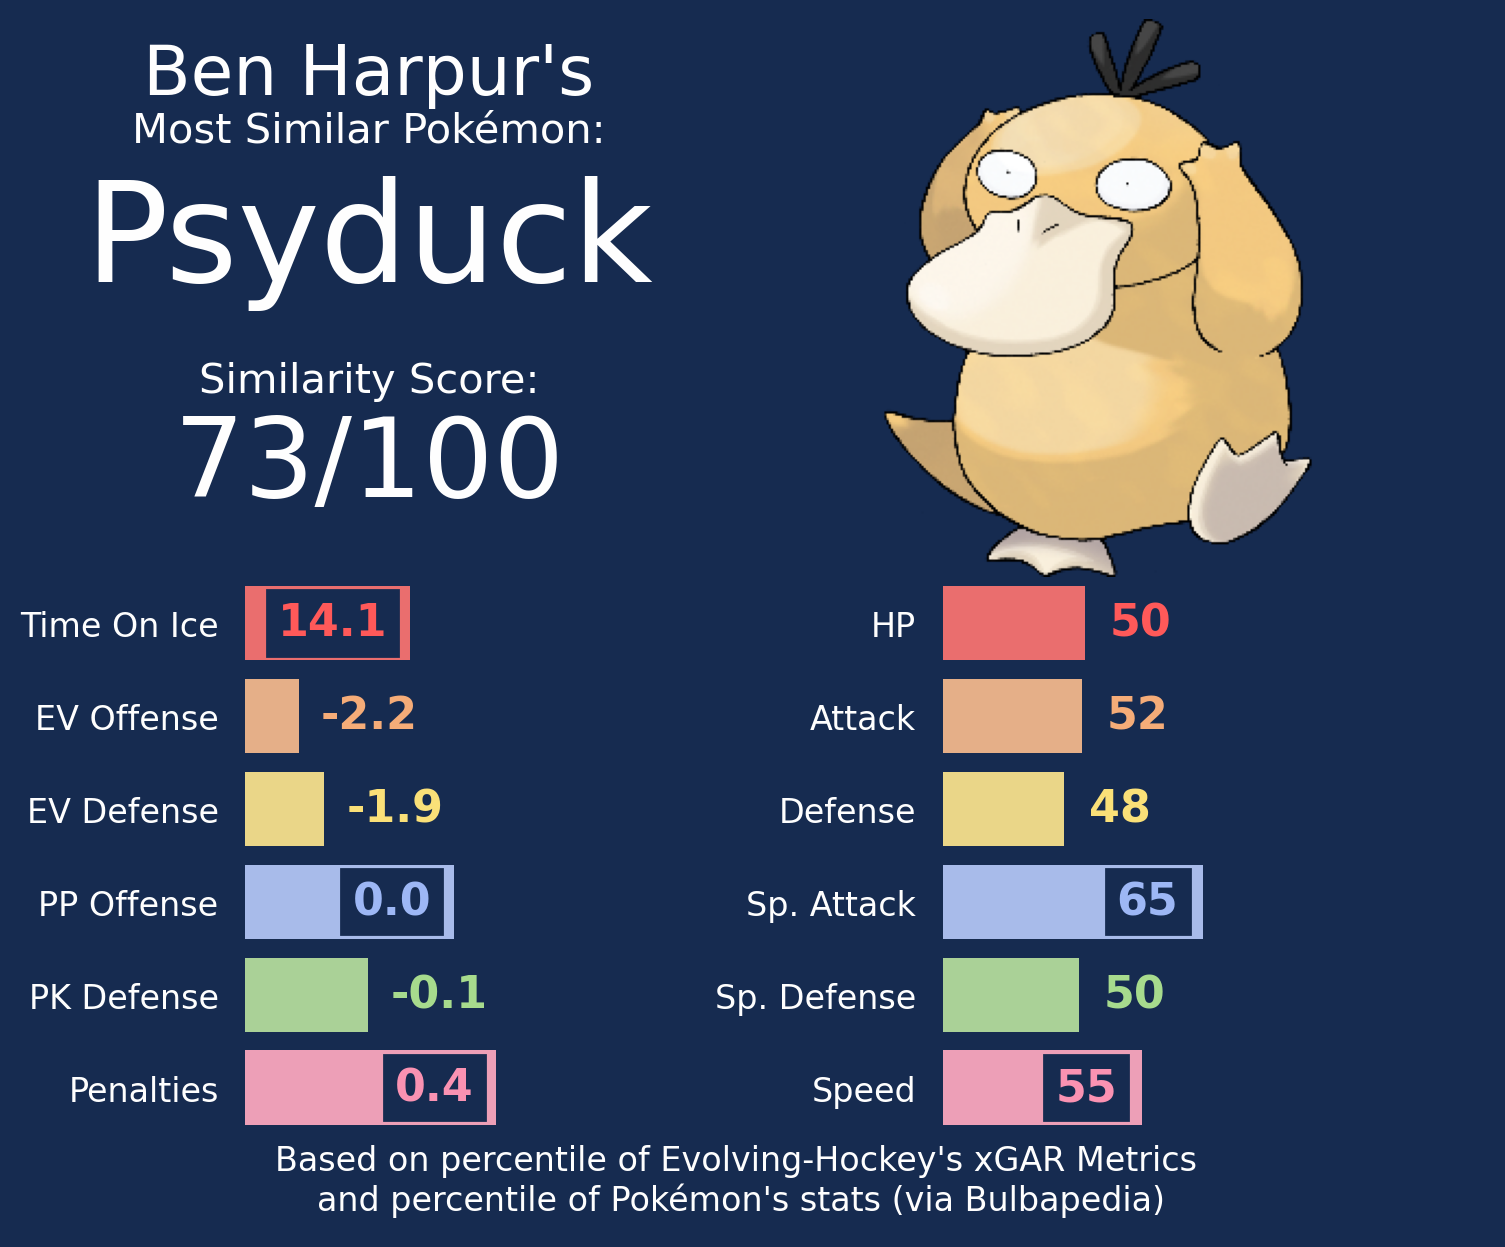 Ben Harpur's
Most Similar Pokémon:
Psyduck
Similarity Score:
73/100
Time On Ice 14.1
EV Offense -2.2
EV Defense -1.9
PP Offense 0.0
PK Defense -0.1
Penalties 0.4
HP 50
Attack 52
Defense 48
Sp. Attack 65
Sp. Defense 50
Speed 55
Based on percentile of Evolving-Hockey's xGAR Metrics
and percentile of Pokémon's stats (via Bulbapedia)